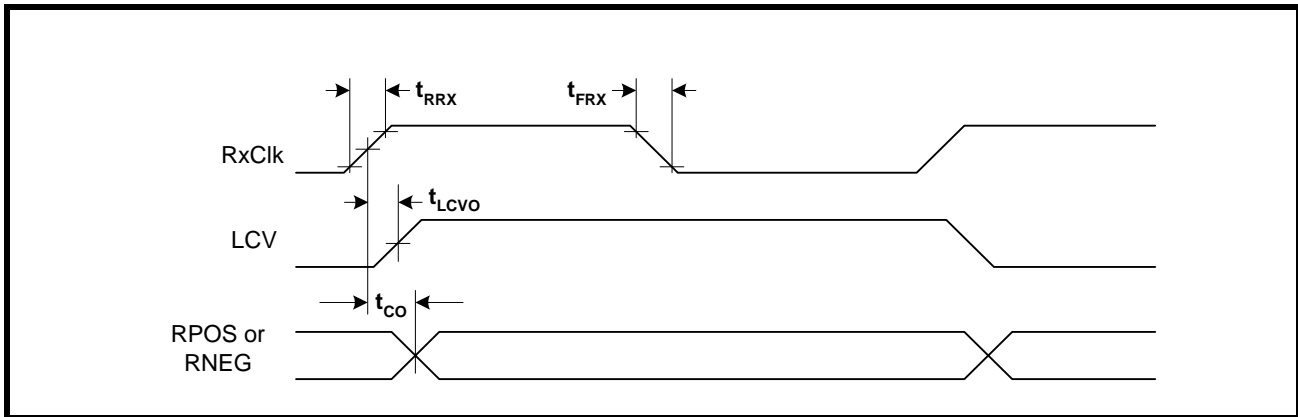 tRRX
tFRX
RxClk
tLCVO
LCV
tCO
RPOS or
RNEG